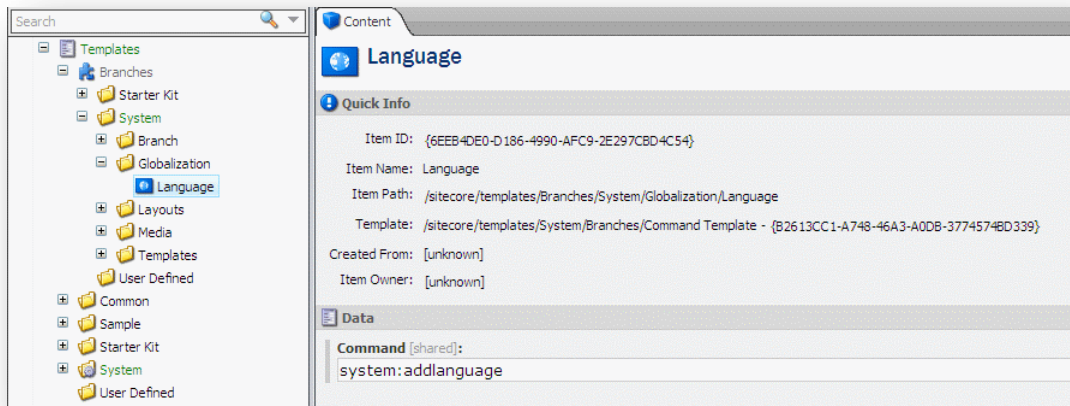 Search
Templates
Branches
Starter Kit
System
Branch
Globalization
Language
Layouts
Media
Templates
User Defined
Common
Sample
Starter Kit
System
User Defined
Content
Language
Quick Info
Item ID: {6EEB4DE0-D186-4990-AFC9-2E297CBD4C54}
Item Name: Language
Item Path: /sitecore/templates/Branches/System/Globalization/Language
Template: /sitecore/templates/System/Branches/Command Template - {B2613CC1-A748-46A3-A0DB-3774574BD339}
Created From: [unknown]
Item Owner: [unknown]
Data
Command [shared]:
system:addlanguage